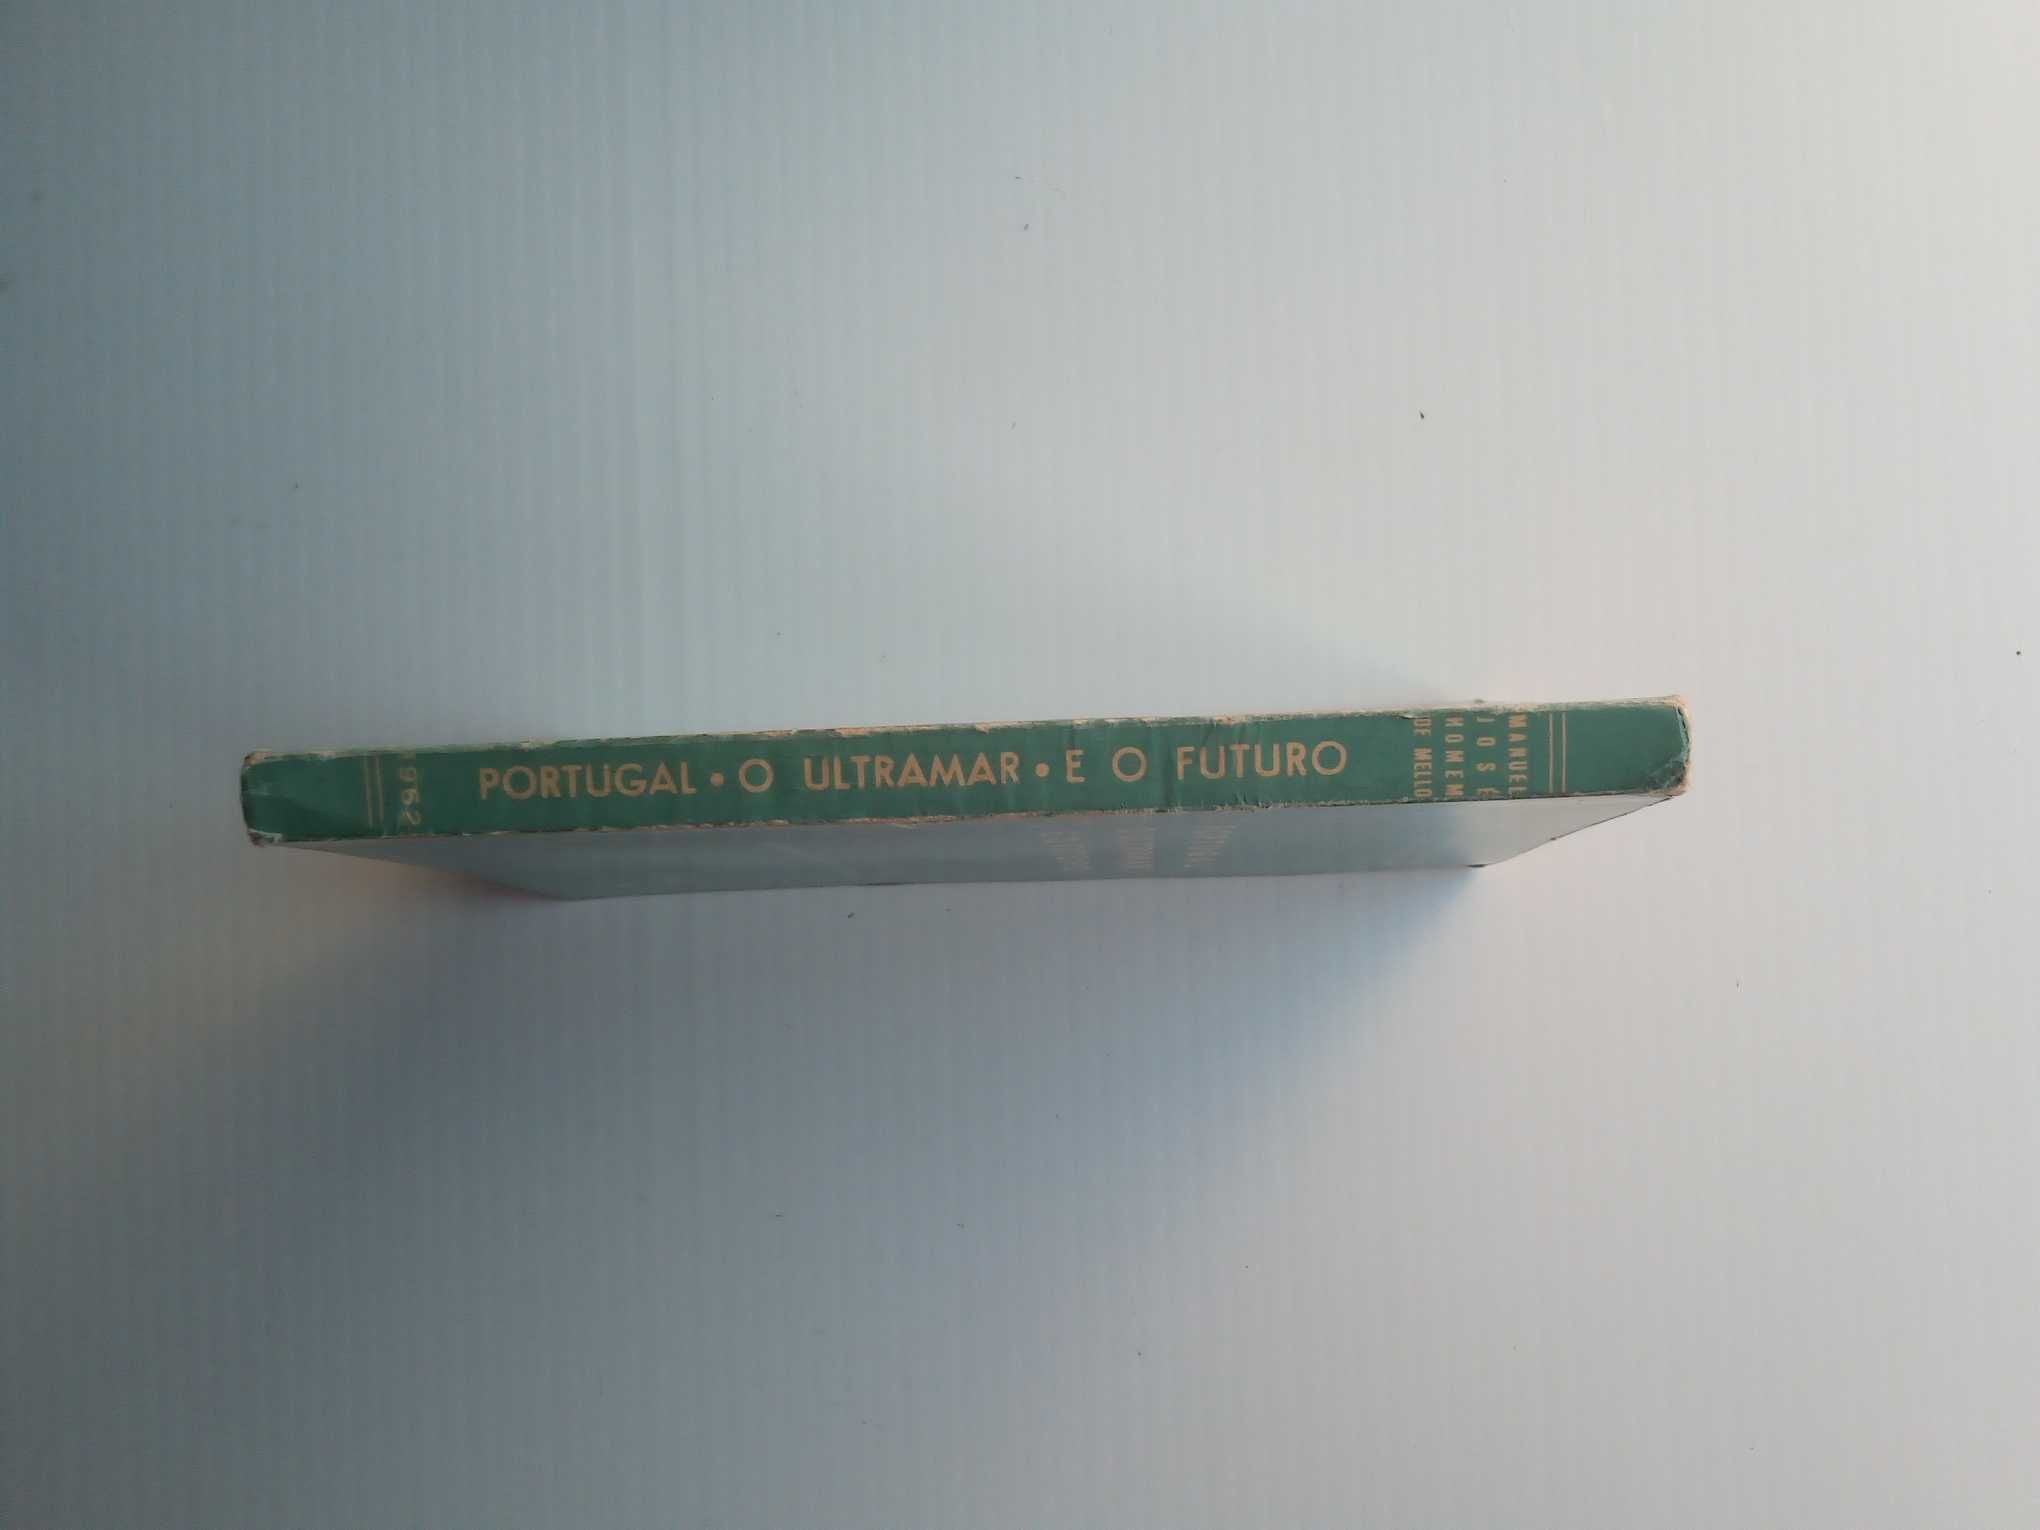 MANUEL
JOSÉ
HOMEM
DE MELLO
PORTUGAL • O ULTRAMAR • E O FUTURO
1962